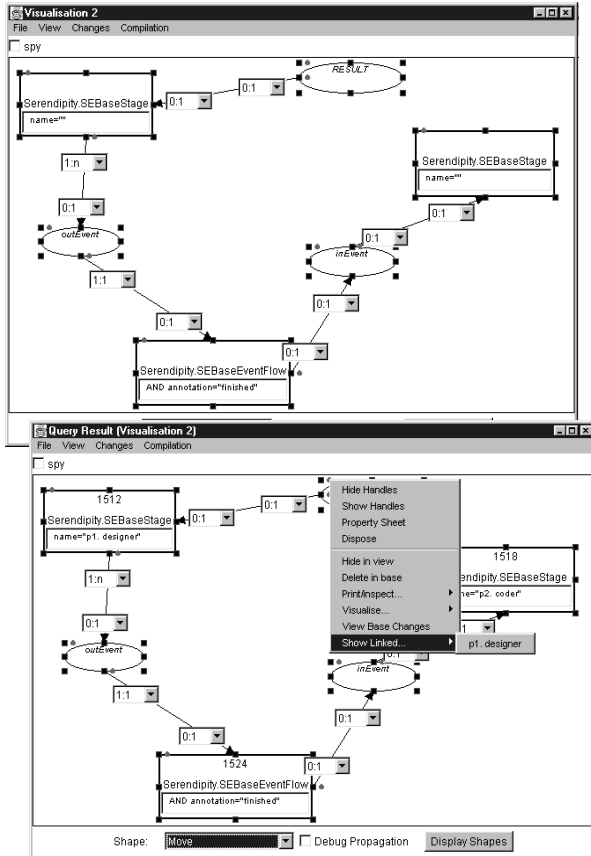 Visualisation 2
File View Changes Compilation
spy
RESULT
0:1
0:1
Serendipity.SEBaseStage
name=""
Serendipity.SEBaseStage
name=""
1:n
0:1
0:1
outEvent
0:1
inEvent
1:1
0:1
0:1
0:1
Serendipity.SEBaseEventFlow
AND annotation="finished"
Query Result (Visualisation 2)
File View Changes Compilation
spy
1512
0:1
0:1
Serendipity.SEBaseStage
name="p1. designer"
Hide Handles
Show Handles
Property Sheet
Dispose
Hide in view
Delete in base
Print/inspect...
Visualise...
View Base Changes
Show Linked...
p1. designer
1518
endipity.SEBaseStage
e="p2. coder"
1:n
0:1
0:1
outEvent
inEvent
1:1
0:1
0:1
0:1
1524
Serendipity.SEBaseEventFlow
AND annotation="finished"
Shape: Move Debug Propagation Display Shapes